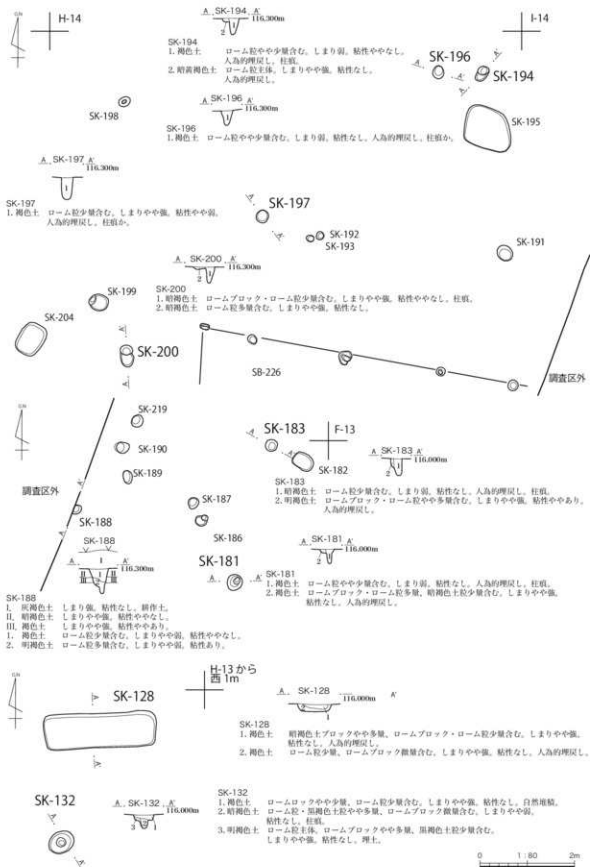 G.N
H-14
A SK-194 A'
116.300m
I-14
SK-194
1. 褐色土 ローム粒やや少量含む、しまり弱、粘性ややなし、
人為的埋戻し、柱痕。
2. 暗黄褐色土 ローム粒主体、しまりやや強、粘性なし、
人為的埋戻し。
SK-196
SK-194
SK-195
SK-198
A SK-196 A'
116.300m
SK-196
1. 褐色土 ローム粒やや少量含む、しまり弱、粘性なし、人為的埋戻し、柱痕か。
A SK-197 A'
116.300m
SK-197
1. 褐色土 ローム粒少量含む、しまりやや強、粘性やや弱、
人為的埋戻し、柱痕か。
SK-197
SK-192
SK-193
SK-191
A SK-200 A'
116.300m
SK-200
1. 暗褐色土 ロームブロック・ローム粒少量含む、しまりやや強、粘性ややなし、柱痕。
2. 暗褐色土 ローム粒多量含む、しまりやや強、粘性なし。
SK-199
SK-204
SK-200
SB-226
調査区外
G.N
SK-219
SK-190
SK-189
調査区外
SK-188
SK-187
SK-186
SK-183
F-13
SK-182
A SK-183 A'
116.000m
SK-183
1. 暗褐色土 ローム粒少量含む、しまり弱、粘性なし、人為的埋戻し、柱痕。
2. 明褐色土 ロームブロック・ローム粒やや多量含む、しまりやや強、粘性ややあり、
人為的埋戻し。
SK-188
A A'
116.300m
SK-181
A SK-181 A'
116.000m
SK-181
1. 褐色土 ローム粒やや少量含む、しまり弱、粘性なし、人為的埋戻し、柱痕。
2. 褐色土 ロームブロック・ローム粒多量、暗褐色土粒少量含む、しまりやや強、
粘性なし、人為的埋戻し。
SK-188
I. 灰褐色土 しまり強、粘性なし、耕作土。
II. 暗褐色土 しまりやや強、粘性ややなし。
III. 褐色土 しまりやや強、粘性ややあり。
1. 褐色土 ローム粒少量含む、しまりやや弱、粘性ややなし。
2. 明褐色土 ローム粒多量含む、しまりやや弱、粘性あり。
G.N
SK-128
H-13 から
西 1m
A SK-128 A'
116.000m
SK-128
1. 褐色土 暗褐色土ブロックやや多量、ロームブロック・ローム粒少量含む、しまりやや強、
粘性なし、人為的埋戻し。
2. 褐色土 ローム粒少量、ロームブロック微量含む、しまりやや強、粘性なし、人為的埋戻し。
SK-132
A SK-132 A'
116.000m
SK-132
1. 褐色土 ロームロックやや少量、ローム粒少量含む、しまりやや強、粘性なし、自然堆積。
2. 暗褐色土 ローム粒・黒褐色土粒やや多量、ロームブロック微量含む、しまりやや弱、
粘性なし、柱痕。
3. 明褐色土 ローム粒主体、ロームブロックやや多量、黒褐色土粒少量含む、
しまりやや強、粘性なし、埋土。
0 1:80 2m